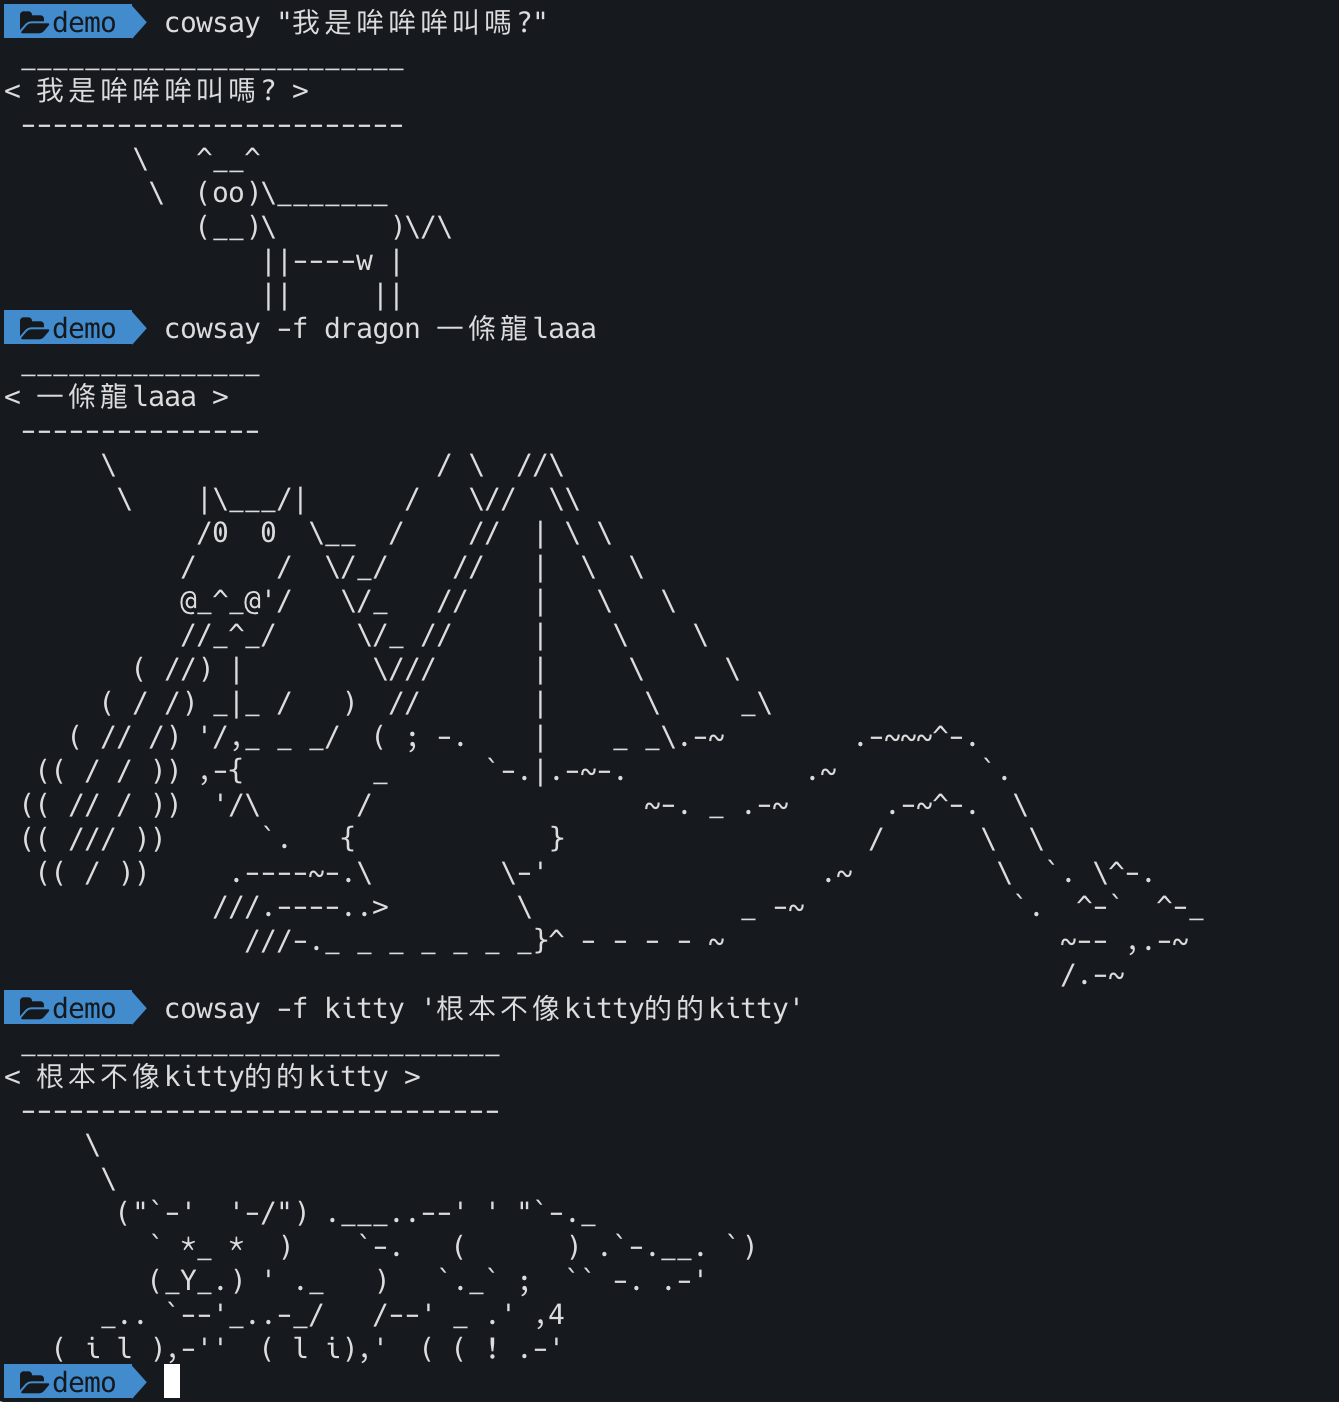 demo cowsay "我是哞哞哞叫嗎?"
 ________________________
< 我是哞哞哞叫嗎? >
 ------------------------
        \   ^__^
         \  (oo)\_______
            (__)\       )\/\
                ||----w |
                ||     ||
demo cowsay -f dragon 一條龍laaa
 _______________
< 一條龍laaa >
 ---------------
      \                    / \  //\
       \    |\___/|      /   \//  \\
            /0  0  \__  /    //  | \ \
           /     /  \/_/    //   |  \  \
           @_^_@'/   \/_   //    |   \   \
           //_^_/     \/_ //     |    \    \
        ( //) |        \///      |     \     \
      ( / /) _|_ /   )  //       |      \     _\
    ( // /) '/,_ _ _/  ( ; -.    |    _ _\.-~        .-~~~^-.
  (( / / )) ,-{        _      `-.|.-~-.           .~         `.
 (( // / ))  '/\      /                 ~-. _ .-~      .-~^-.  \
 (( /// ))      `.   {            }                   /      \  \
  (( / ))     .----~-.\        \-'                 .~         \  `. \^-.
             ///.----..>        \             _ -~             `.  ^-`  ^-_
               ///-._ _ _ _ _ _ _}^ - - - - ~                     ~-- ,.-~
                                                                  /.-~
demo cowsay -f kitty '根本不像kitty的的kitty'
 ______________________________
< 根本不像kitty的的kitty >
 ------------------------------
     \
      \
       ("`-'  '-/") .___..--' ' "`-._
         ` *_ *  )    `-.   (      ) .`-.__. `)
         (_Y_.) ' ._   )   `._` ;  `` -. .-'
      _.. `--'_..-_/   /--' _ .' ,4
   ( i l ),-''  ( l i),'  ( ( ! .-'
demo